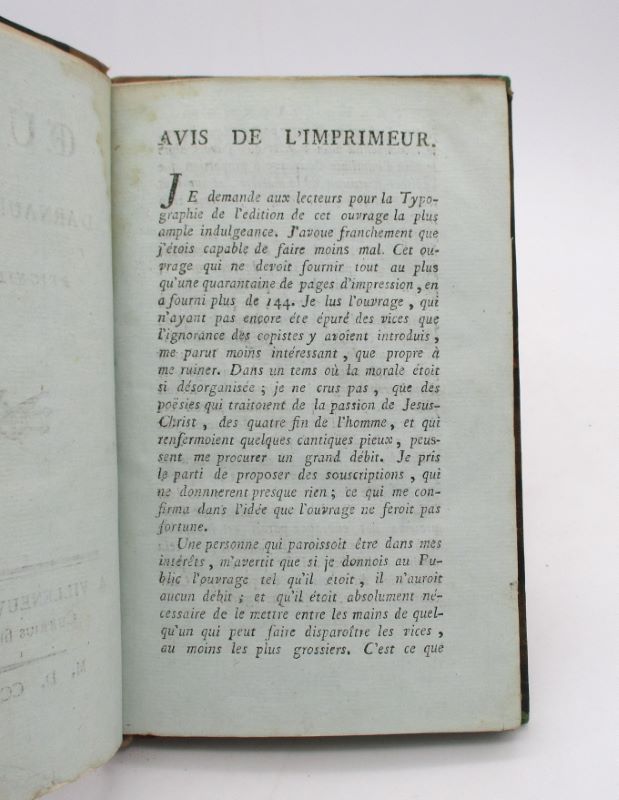 AVIS DE L'IMPRIMEUR.
JE demande aux lecteurs pour la Typo-
graphie de l'edition de cet ouvrage la plus
ample indulgeance. J'avoue franchement que
j'étois capable de faire moins mal. Cet ou-
vrage qui ne devoit fournir tout au plus
qu'une quarantaine de pages d'impression, en
a fourni plus de 144. Je lus l'ouvrage, qui
n'ayant pas encore éte épuré des vices que
l'ignorance des copistes y avoient introduis,
me parut moins intéressant, que propre à
me ruiner. Dans un tems où la morale étoit
si désorganisée; je ne crus pas, que des
poësies qui traitoient de la passion de Jesus-
Christ, des quatre fin de l'homme, et qui
renfermoient quelques cantiques pieux, peus-
sent me procurer un grand débit. Je pris
le parti de proposer des souscriptions, qui
ne donnnerent presque rien; ce qui me con-
firma dans l'idée que l'ouvrage ne feroit pas
fortune.
Une personne qui paroissoit être dans mes
intérêts, m'avertit que si je donnois au Pu-
blic l'ouvrage tel qu'il étoit, il n'auroit
aucun débit; et qu'il étoit absolument né-
cessaire de le mettre entre les mains de quel-
qu'un qui peut faire disparoître les vices,
au moins les plus grossiers. C'est ce que